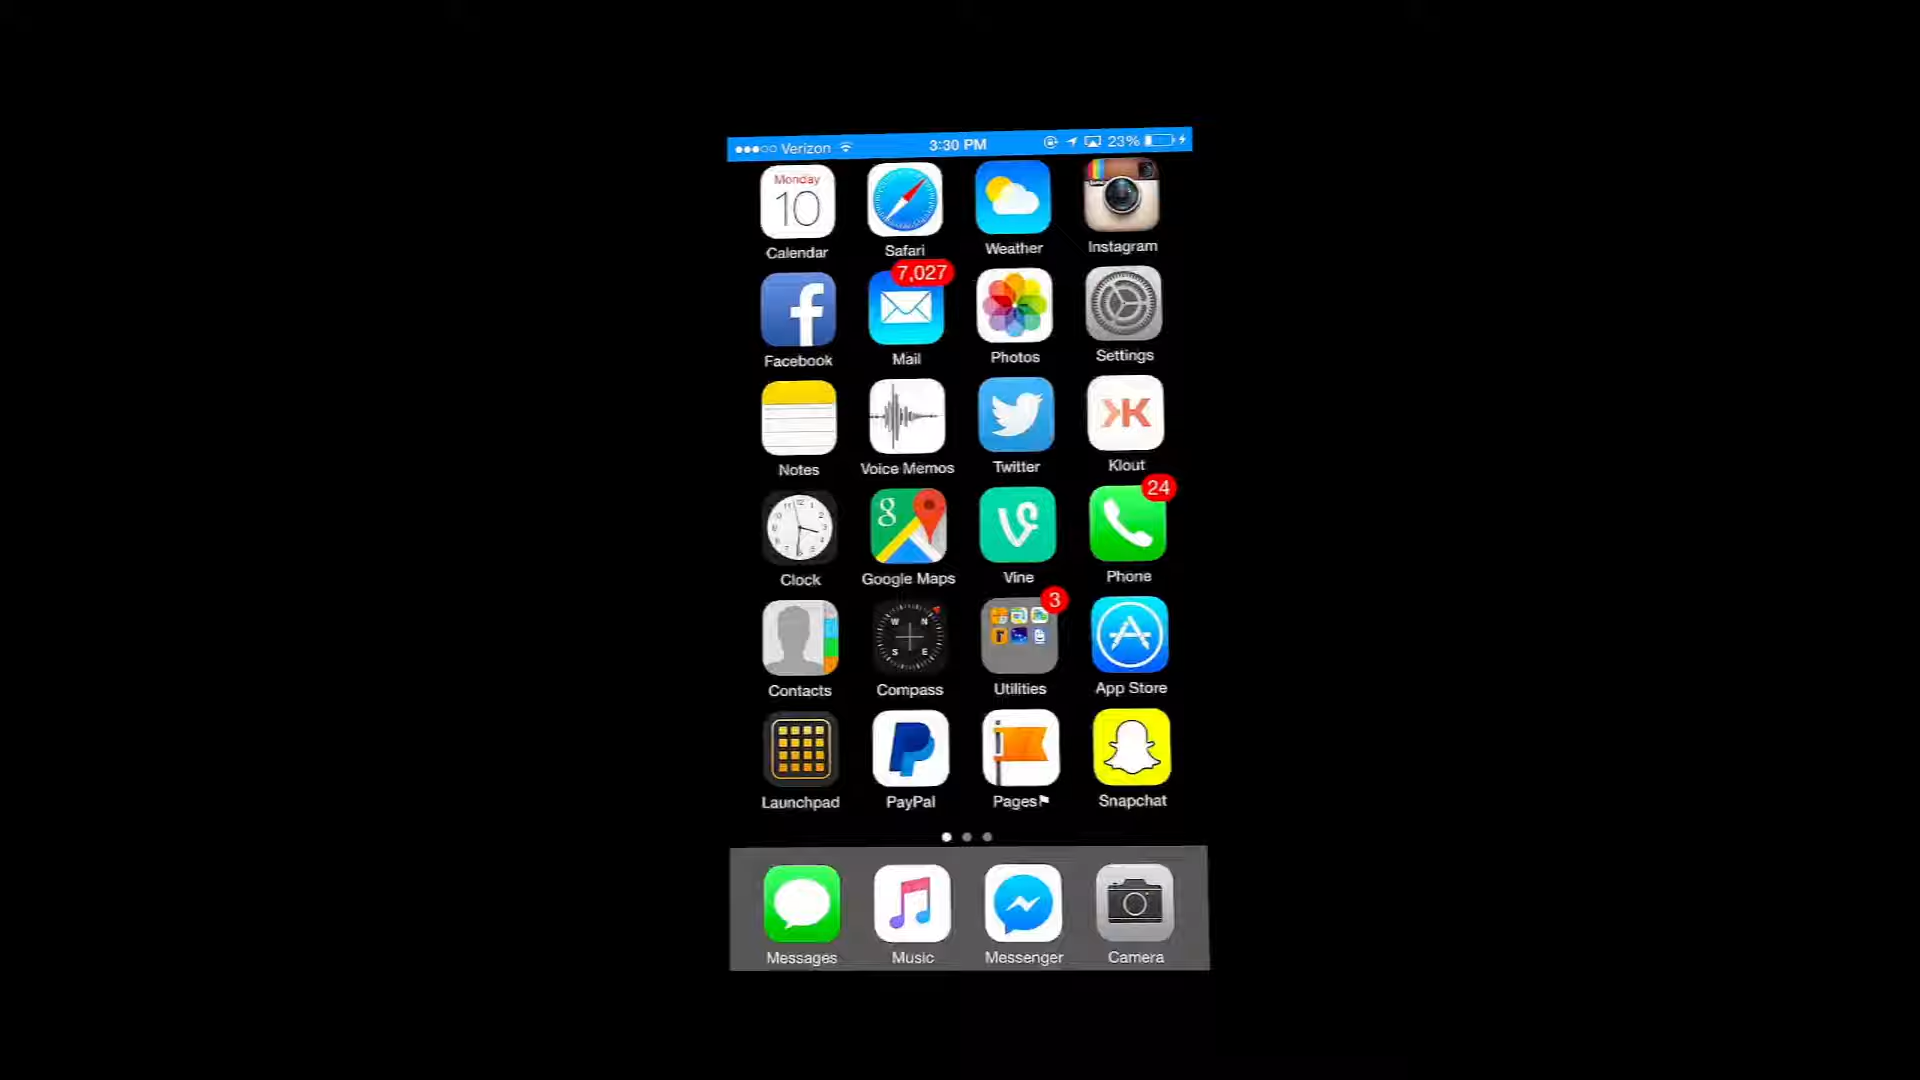 Verizon 3:30 PM 23%
Monday
10
Calendar Safari Weather Instagram
7,027
Facebook Mail Photos Settings
Notes Voice Memos Twitter Klout
24
Clock Google Maps Vine Phone
3
W N
S E
Contacts Compass Utilities App Store
Launchpad PayPal Pages Snapchat
Messages Music Messenger Camera